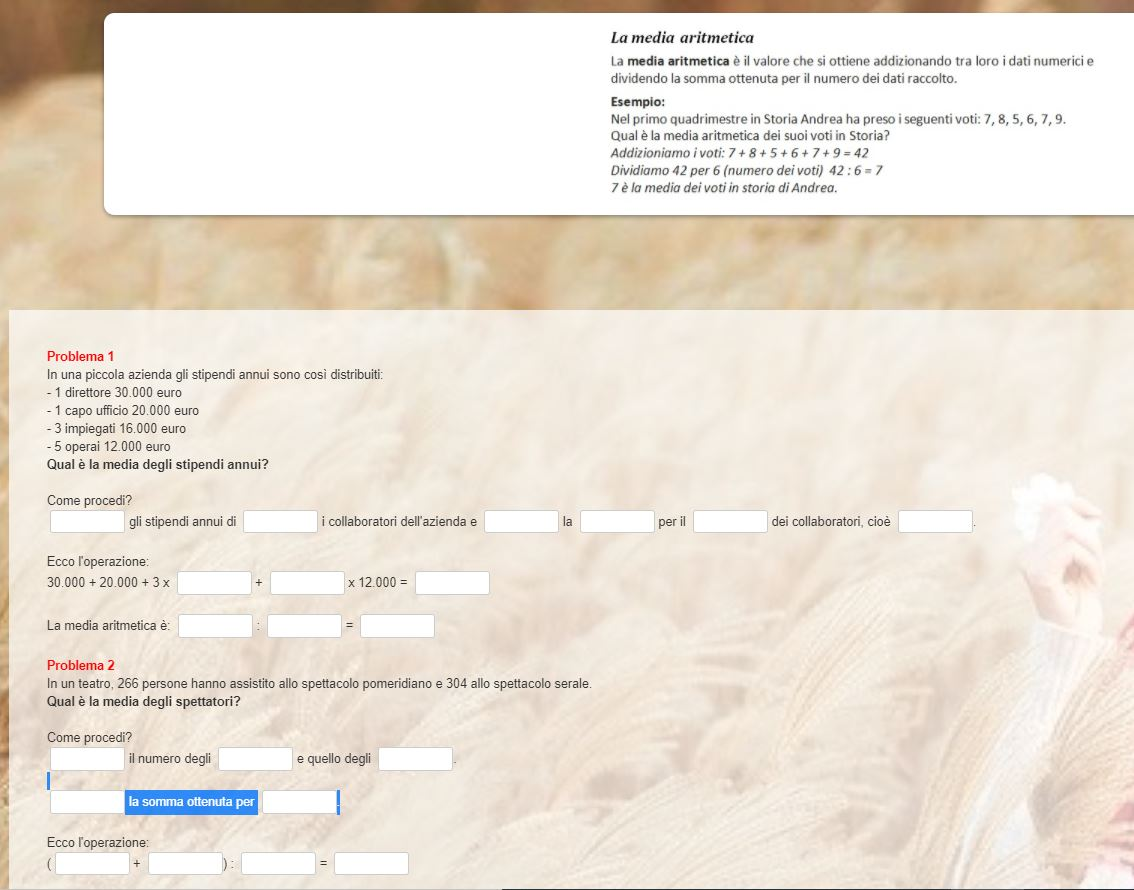 La media aritmetica
La media aritmetica è il valore che si ottiene addizionando tra loro i dati numerici e
dividendo la somma ottenuta per il numero dei dati raccolto.
Esempio:
Nel primo quadrimestre in Storia Andrea ha preso i seguenti voti: 7, 8, 5, 6, 7, 9.
Qual è la media aritmetica dei suoi voti in Storia?
Addizioniamo i voti: 7 + 8 + 5 + 6 + 7 + 9 = 42
Dividiamo 42 per 6 (numero dei voti) 42 : 6 = 7
7 è la media dei voti in storia di Andrea.
Problema 1
In una piccola azienda gli stipendi annui sono così distribuiti:
- 1 direttore 30.000 euro
- 1 capo ufficio 20.000 euro
- 3 impiegati 16.000 euro
- 5 operai 12.000 euro
Qual è la media degli stipendi annui?
Come procedi?
gli stipendi annui di i collaboratori dell'azienda e la per il dei collaboratori, cioè .
Ecco l'operazione:
30.000 + 20.000 + 3 x + x 12.000 =
La media aritmetica è: : =
Problema 2
In un teatro, 266 persone hanno assistito allo spettacolo pomeridiano e 304 allo spettacolo serale.
Qual è la media degli spettatori?
Come procedi?
il numero degli e quello degli .
la somma ottenuta per .
Ecco l'operazione:
( + ) : =